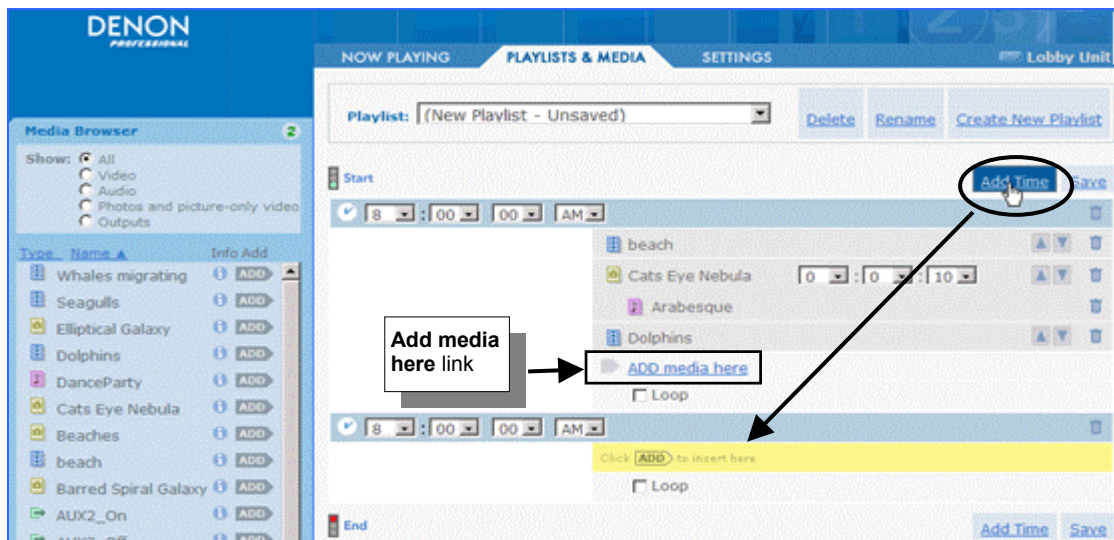 DENON
PROFESSIONAL
NOW PLAYING PLAYLISTS & MEDIA SETTINGS Lobby Unit
Playlist: (New Playlist - Unsaved) Delete Rename Create New Playlist
Media Browser 2
Show: All
Video
Audio
Photos and picture-only video
Outputs
Type Name Info Add
Whales migrating ADD
Seagulls ADD
Elliptical Galaxy ADD
Dolphins ADD
DanceParty ADD
Cats Eye Nebula ADD
Beaches ADD
beach ADD
Barred Spiral Galaxy ADD
AUX2_On ADD
AUX2_Off ADD
Start Add Time Save
8 : 00 00 AM
beach
Cats Eye Nebula 0 : 0 : 10
Arabesque
Dolphins
Add media
here link
ADD media here
Loop
8 : 00 00 AM
Click ADD to insert here
Loop
End Add Time Save